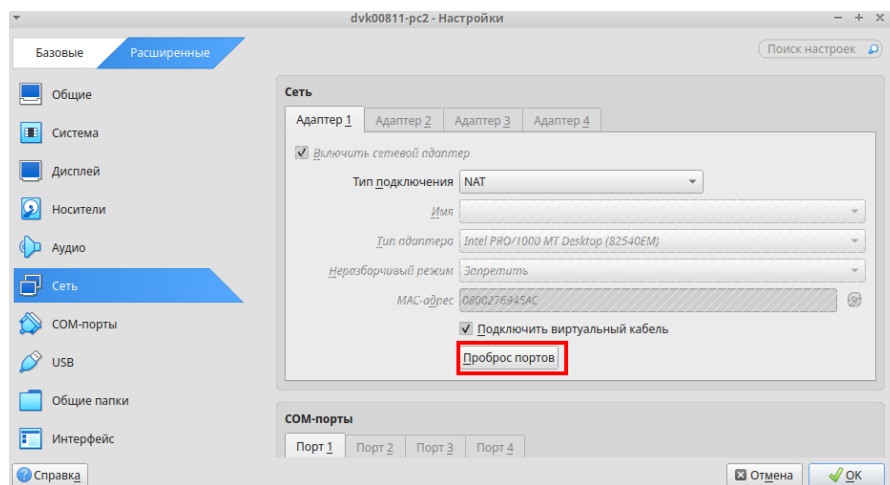 dvk00811-pc2 - Настройки
Базовые
Расширенные
Поиск настроек
Общие
Система
Дисплей
Носители
Аудио
Сеть
COM-порты
USB
Общие папки
Интерфейс
Сеть
Адаптер 1 Адаптер 2 Адаптер 3 Адаптер 4
Включить сетевой адаптер
Тип подключения NAT
Имя
Тип адаптера Intel PRO/1000 MT Desktop (82540EM)
Неразборчивый режим Запретить
MAC-адрес 0800276945AC
Подключить виртуальный кабель
Проброс портов
COM-порты
Порт 1 Порт 2 Порт 3 Порт 4
Справка
Отмена
OK